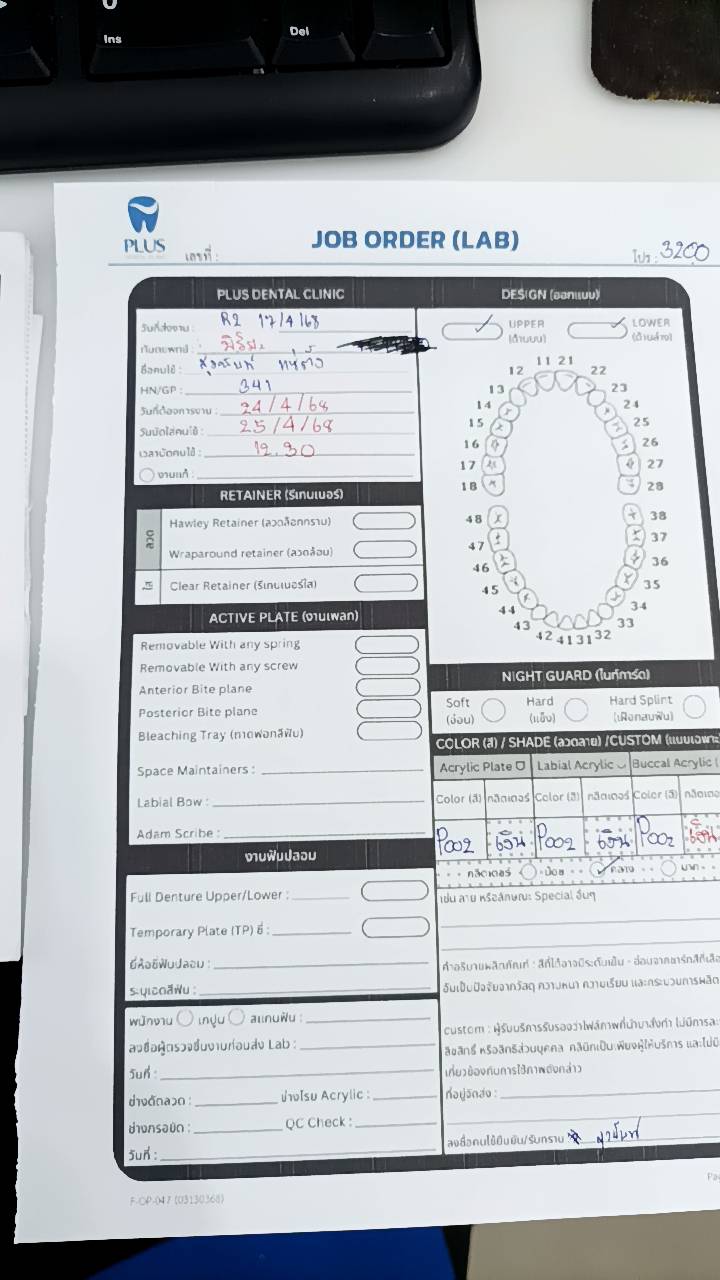 Ins
Del
PLUS
เลขที่ :
JOB ORDER (LAB)
โปร : 3200
PLUS DENTAL CLINIC
วันที่ส่งงาน : R2 17/4/68
ทันตแพทย์ :
ชื่อคนไข้ :
HN/GP : 341
วันที่ต้องการงาน : 24/4/68
วันนัดใส่คนไข้ : 25/4/68
เวลานัดคนไข้ : 12.30
งานแก้ :
RETAINER (รีเทนเนอร์)
ลวด
Hawley Retainer (ลวดล็อกกราม)
Wraparound retainer (ลวดอ้อม)
ใส
Clear Retainer (รีเทนเนอร์ใส)
ACTIVE PLATE (งานเพลท)
Removable With any spring
Removable With any screw
Anterior Bite plane
Posterior Bite plane
Bleaching Tray (ถาดฟอกสีฟัน)
Space Maintainers :
Labial Bow :
Adam Scribe :
งานฟันปลอม
Full Denture Upper/Lower :
Temporary Plate (TP) ซี่ :
ยี่ห้อซี่ฟันปลอม :
ระบุเฉดสีฟัน :
พนักงาน เทปูน สแกนฟัน :
ลงชื่อผู้ตรวจชิ้นงานก่อนส่ง Lab :
วันที่ :
ช่างดัดลวด : ช่างโรย Acrylic :
ช่างกรอขัด : QC Check :
วันที่ :
F-OP-047 (03130368)
DESIGN (ออกแบบ)
UPPER (ด้านบน)
LOWER (ด้านล่าง)
11 21
12 22
13 23
14 24
15 25
16 26
17 27
18 28
48 38
47 37
46 36
45 35
44 34
43 33
42 41 31 32
NIGHT GUARD (ไนท์การ์ด)
Soft (อ่อน)
Hard (แข็ง)
Hard Splint (เฝือกสบฟัน)
COLOR (สี) / SHADE (ลวดลาย) /CUSTOM (แบบเฉพาะ
Acrylic Plate Labial Acrylic Buccal Acrylic
Color (สี) กลิตเตอร์ Color (สี) กลิตเตอร์ Color (สี) กลิตเตอ
P002 เงิน P002 เงิน P002 เงิน
กลิตเตอร์ น้อย กลาง มาก
เช่น ลาย หรือลักษณะ Special อื่นๆ
คำอธิบายผลิตภัณฑ์ : สีที่ได้อาจมีระดับเข้ม - อ่อนจากชาร์ทสีที่เลือ
อันเป็นปัจจัยจากวัสดุ ความหนา ความเรียบ และกระบวนการผลิต
custom : ผู้รับบริการรับรองว่าไฟล์ภาพที่นำมาสั่งทำ ไม่มีการละ
ลิขสิทธิ์ หรือสิทธิส่วนบุคคล คลินิกเป็นเพียงผู้ให้บริการ และไม่มี
เกี่ยวข้องกับการใช้ภาพดังกล่าว
ที่อยู่จัดส่ง :
ลงชื่อคนไข้ยืนยัน/รับทราบ